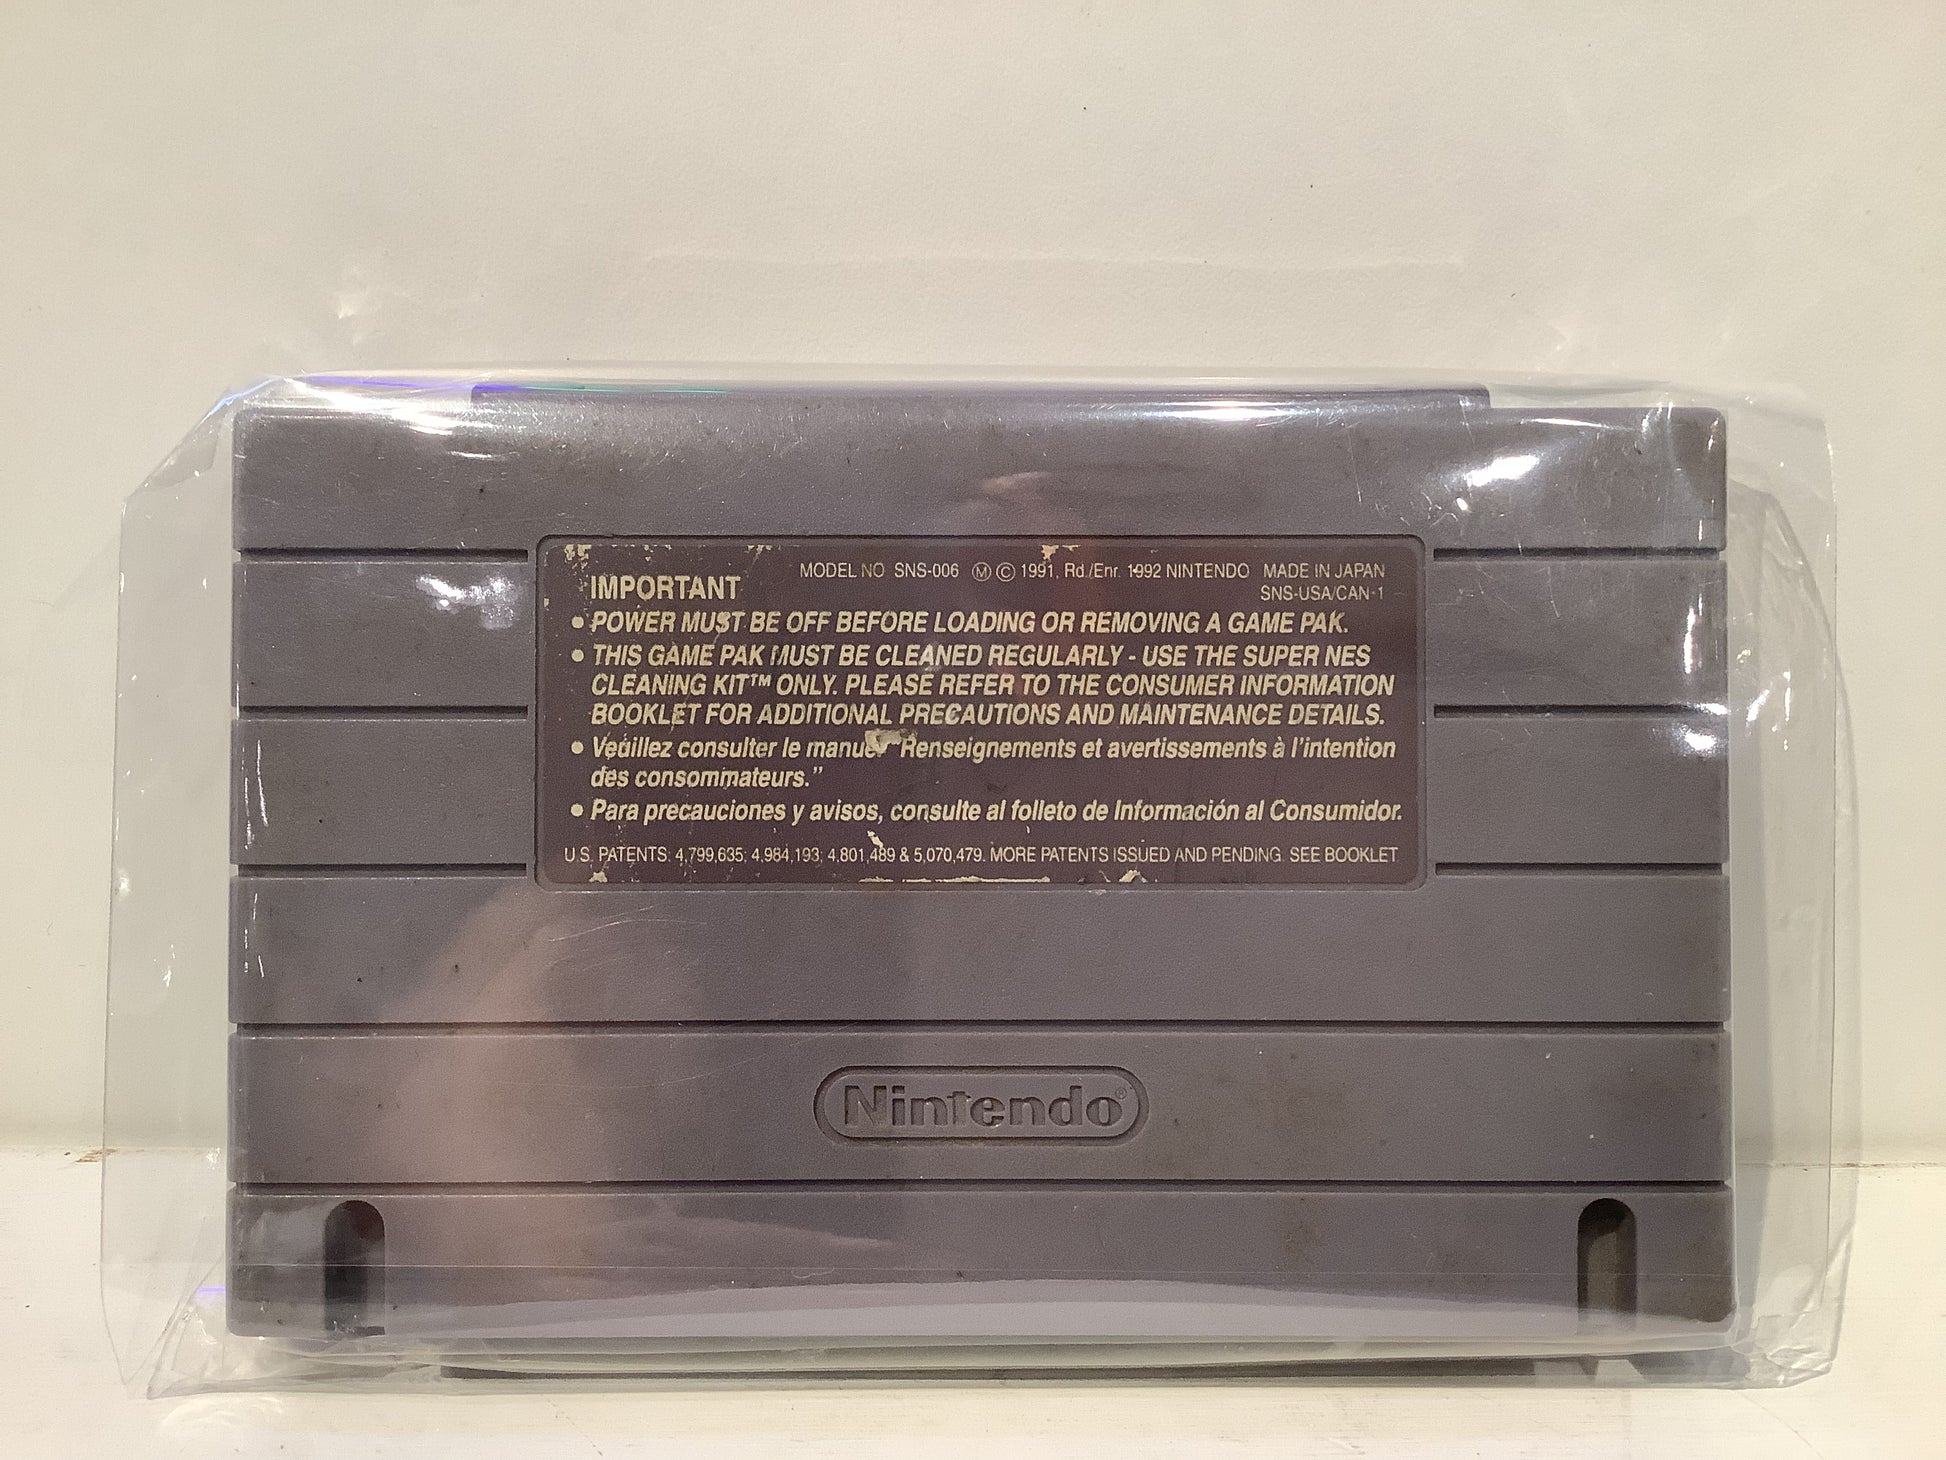 MODEL NO SNS-006 Ⓜ © 1991, Rd./Enr. 1992 NINTENDO MADE IN JAPAN
IMPORTANT SNS-USA/CAN-1
• POWER MUST BE OFF BEFORE LOADING OR REMOVING A GAME PAK.
• THIS GAME PAK MUST BE CLEANED REGULARLY - USE THE SUPER NES
CLEANING KIT™ ONLY. PLEASE REFER TO THE CONSUMER INFORMATION
BOOKLET FOR ADDITIONAL PRECAUTIONS AND MAINTENANCE DETAILS.
• Veuillez consulter le manuel "Renseignements et avertissements à l'intention
des consommateurs."
• Para precauciones y avisos, consulte al folleto de Información al Consumidor.
U.S. PATENTS: 4,799,635; 4,984,193; 4,801,489 & 5,070,479. MORE PATENTS ISSUED AND PENDING. SEE BOOKLET
Nintendo®